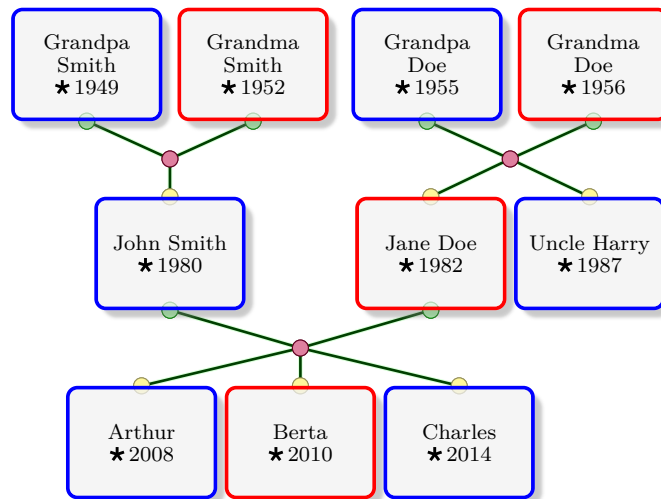 Grandpa
Smith
★1949
Grandma
Smith
★1952
Grandpa
Doe
★1955
Grandma
Doe
★1956
John Smith
★1980
Jane Doe
★1982
Uncle Harry
★1987
Arthur
★2008
Berta
★2010
Charles
★2014